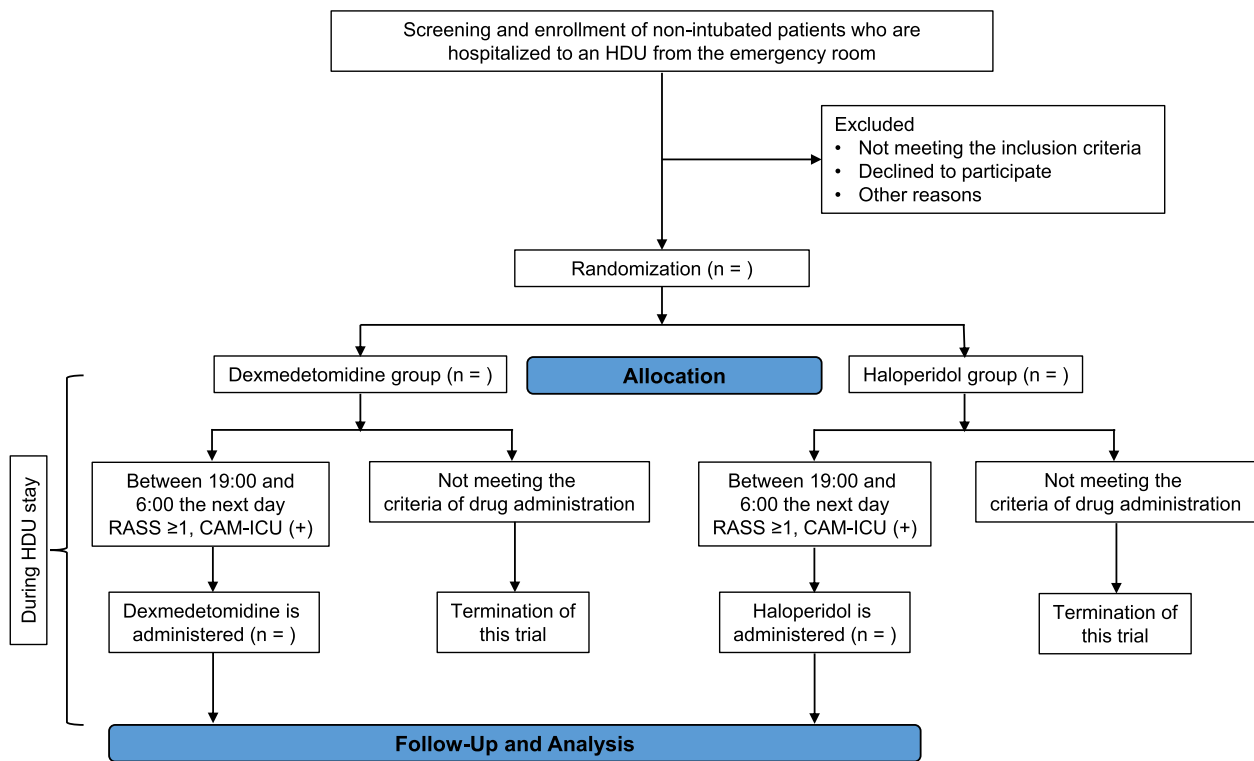 Screening and enrollment of non-intubated patients who are
hospitalized to an HDU from the emergency room
Excluded
• Not meeting the inclusion criteria
• Declined to participate
• Other reasons
Randomization (n = )
Dexmedetomidine group (n = )
Allocation
Haloperidol group (n = )
During HDU stay
Between 19:00 and
6:00 the next day
RASS ≥1, CAM-ICU (+)
Not meeting the
criteria of drug administration
Between 19:00 and
6:00 the next day
RASS ≥1, CAM-ICU (+)
Not meeting the
criteria of drug administration
Dexmedetomidine is
administered (n = )
Termination of
this trial
Haloperidol is
administered (n = )
Termination of
this trial
Follow-Up and Analysis